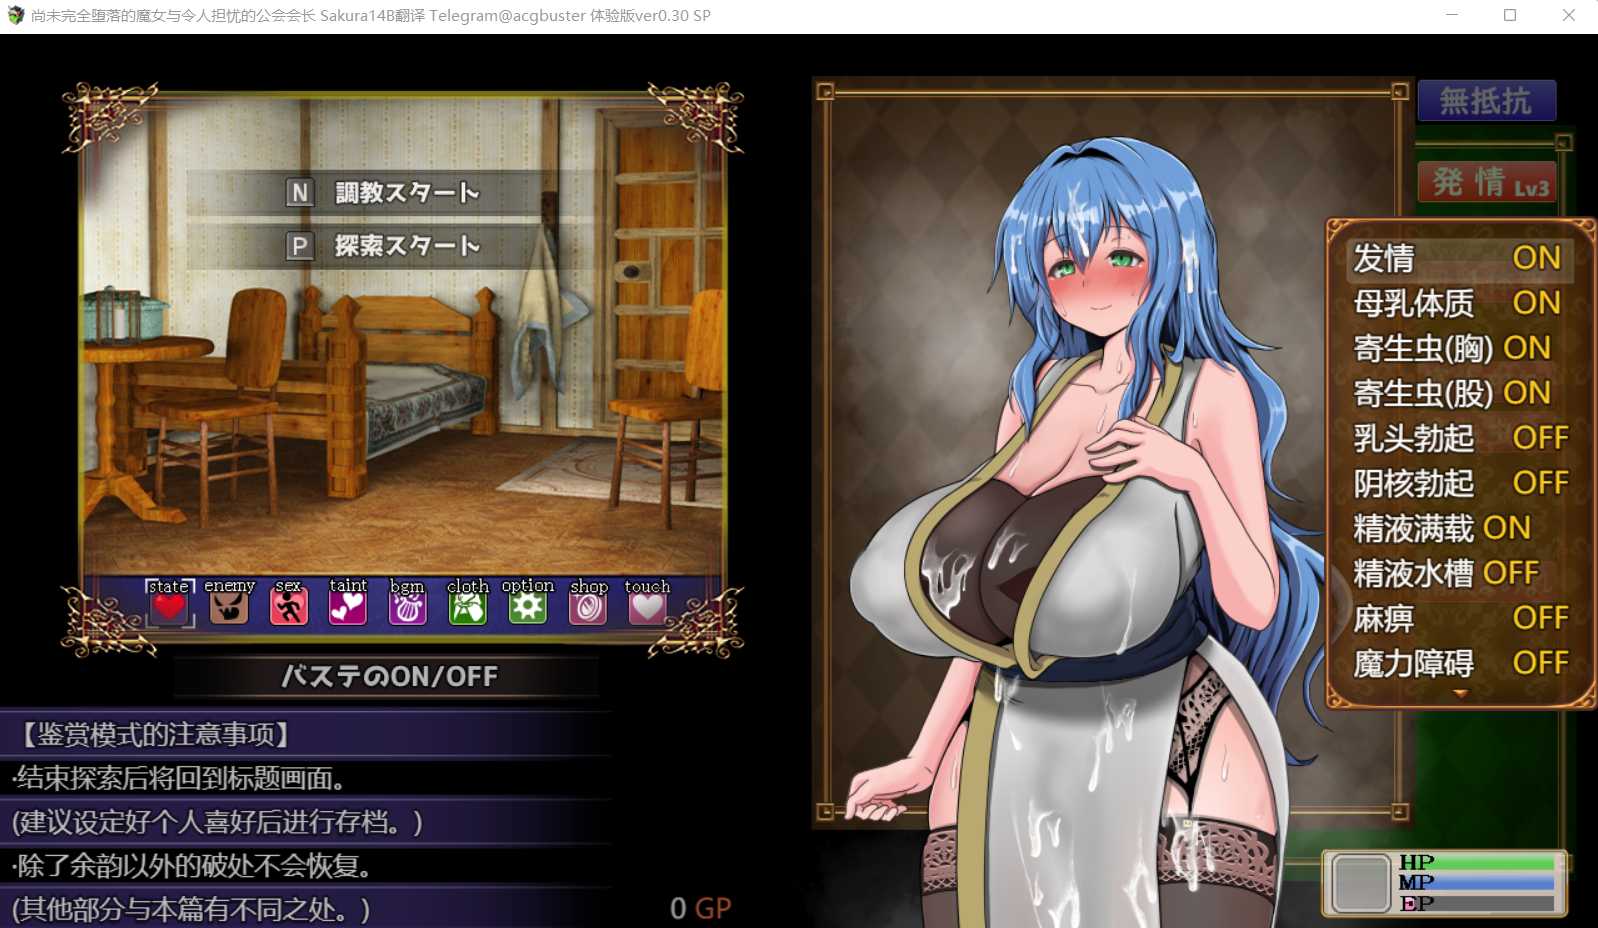 尚未完全堕落的魔女与令人担忧的公会会长 Sakura14B翻译 Telegram@acgbuster 体验版ver0.30 SP
N 調教スタート
P 探索スタート
state enemy sex taint bgm cloth option shop touch
バステのON/OFF
【鉴赏模式的注意事项】
·结束探索后将回到标题画面。
(建议设定好个人喜好后进行存档。)
·除了余韵以外的破处不会恢复。
(其他部分与本篇有不同之处。)
0 GP
無抵抗
発情 Lv3
发情 ON
母乳体质 ON
寄生虫(胸) ON
寄生虫(股) ON
乳头勃起 OFF
阴核勃起 OFF
精液满载 ON
精液水槽 OFF
麻痹 OFF
魔力障碍 OFF
HP
MP
EP